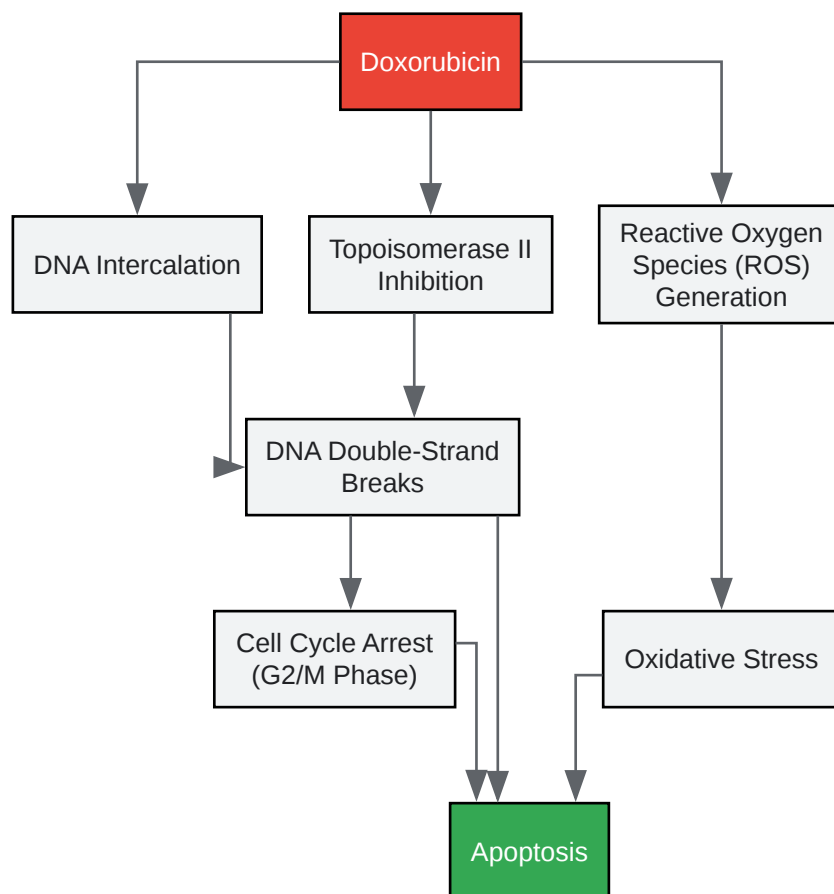 Doxorubicin
DNA Intercalation
Topoisomerase II
Inhibition
Reactive Oxygen
Species (ROS)
Generation
DNA Double-Strand
Breaks
Cell Cycle Arrest
(G2/M Phase)
Oxidative Stress
Apoptosis